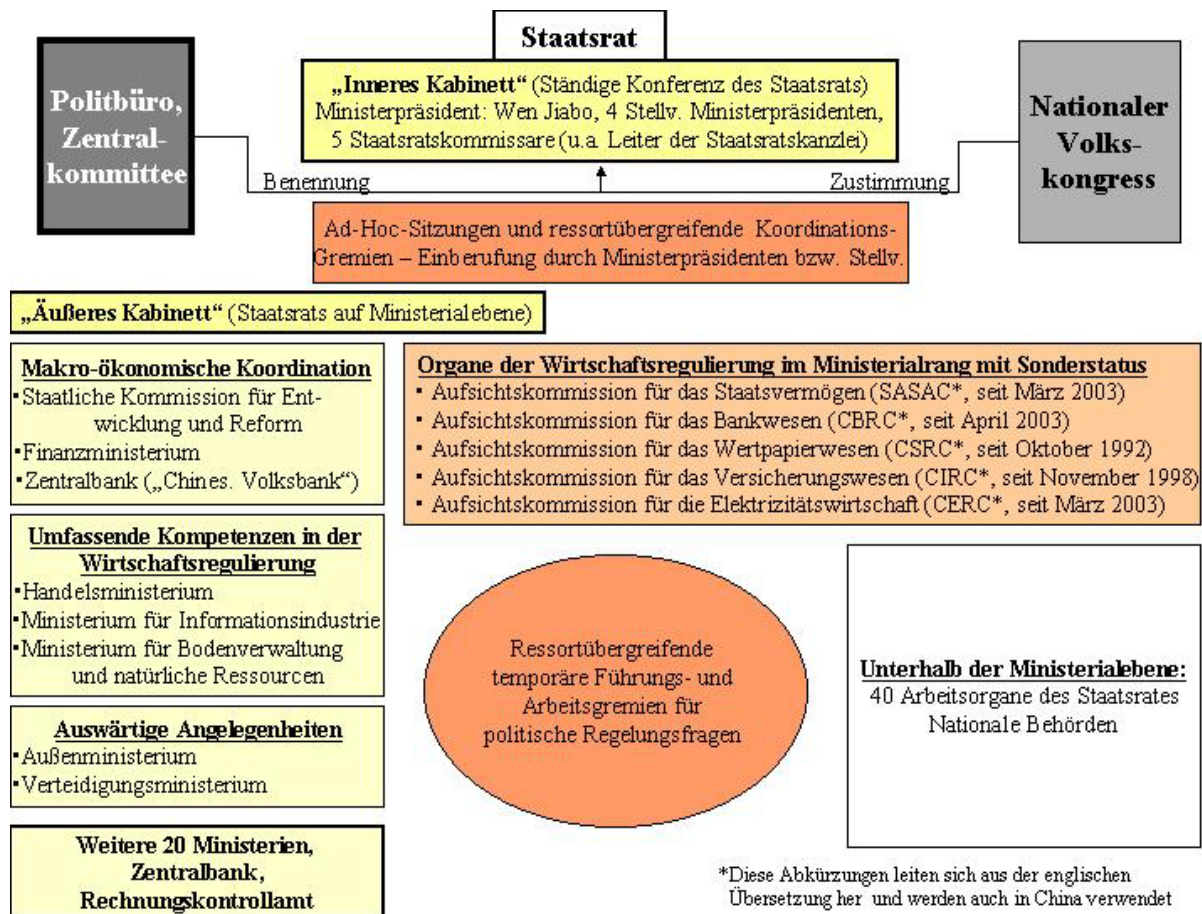 Staatsrat
Politbüro,
Zentral-
kommittee
„Inneres Kabinett“ (Ständige Konferenz des Staatsrats)
Ministerpräsident: Wen Jiabo, 4 Stellv. Ministerpräsidenten,
5 Staatsratskommissare (u.a. Leiter der Staatsratskanzlei)
Nationaler
Volks-
kongress
Benennung
Zustimmung
Ad-Hoc-Sitzungen und ressortübergreifende Koordinations-
Gremien – Einberufung durch Ministerpräsidenten bzw. Stellv.
„Äußeres Kabinett“ (Staatsrats auf Ministerialebene)
Makro-ökonomische Koordination
▪Staatliche Kommission für Ent-
wicklung und Reform
▪Finanzministerium
▪Zentralbank („Chines. Volksbank“)
Organe der Wirtschaftsregulierung im Ministerialrang mit Sonderstatus
▪ Aufsichtskommission für das Staatsvermögen (SASAC*, seit März 2003)
▪ Aufsichtskommission für das Bankwesen (CBRC*, seit April 2003)
▪ Aufsichtskommission für das Wertpapierwesen (CSRC*, seit Oktober 1992)
▪ Aufsichtskommission für das Versicherungswesen (CIRC*, seit November 1998)
▪ Aufsichtskommission für die Elektrizitätswirtschaft (CERC*, seit März 2003)
Umfassende Kompetenzen in der
Wirtschaftsregulierung
▪Handelsministerium
▪Ministerium für Informationsindustrie
▪Ministerium für Bodenverwaltung
und natürliche Ressourcen
Ressortübergreifende
temporäre Führungs- und
Arbeitsgremien für
politische Regelungsfragen
Unterhalb der Ministerialebene:
40 Arbeitsorgane des Staatsrates
Nationale Behörden
Auswärtige Angelegenheiten
▪Außenministerium
▪Verteidigungsministerium
Weitere 20 Ministerien,
Zentralbank,
Rechnungskontrollamt
*Diese Abkürzungen leiten sich aus der englischen
Übersetzung her und werden auch in China verwendet